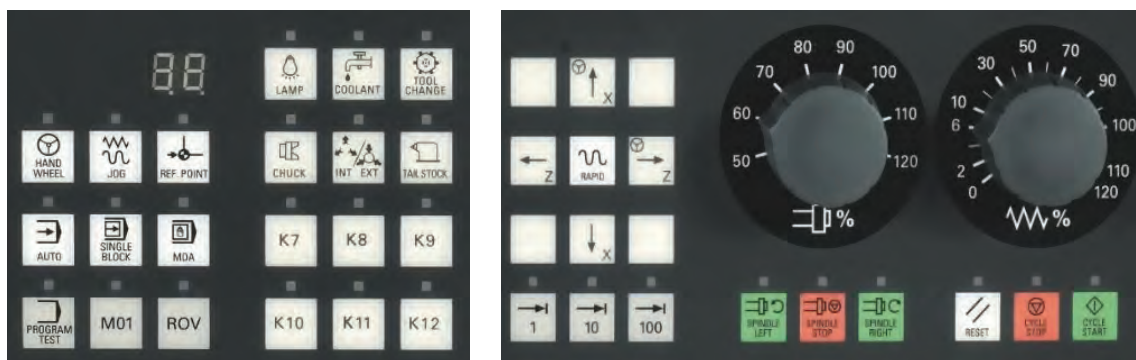 8.8.
LAMP
COOLANT
TOOL
CHANGE
HAND
WHEEL
JOG
REF. POINT
CHUCK
INT EXT
TAIL STOCK
AUTO
SINGLE
BLOCK
MDA
K7
K8
K9
PROGRAM
TEST
M01
ROV
K10
K11
K12
X
Z
RAPID
Z
X
1
10
100
50
60
70
80
90
100
110
120
%
0
2
6
10
30
50
70
90
100
110
120
%
SPINDLE
LEFT
SPINDLE
STOP
SPINDLE
RIGHT
RESET
CYCLE
STOP
CYCLE
START